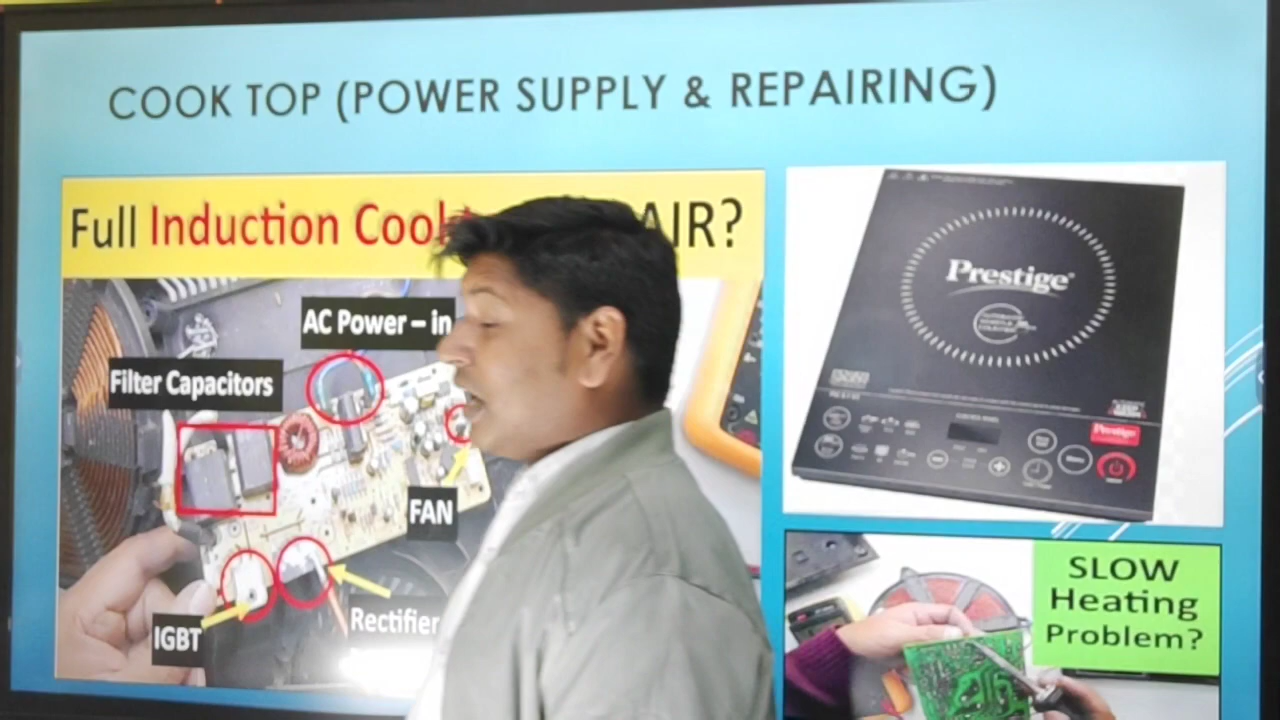 COOK TOP (POWER SUPPLY & REPAIRING)
Full Induction Cook AIR?
AC Power – in
Filter Capacitors
FAN
IGBT
Rectifier
Prestige
Prestige
SLOW
Heating
Problem?